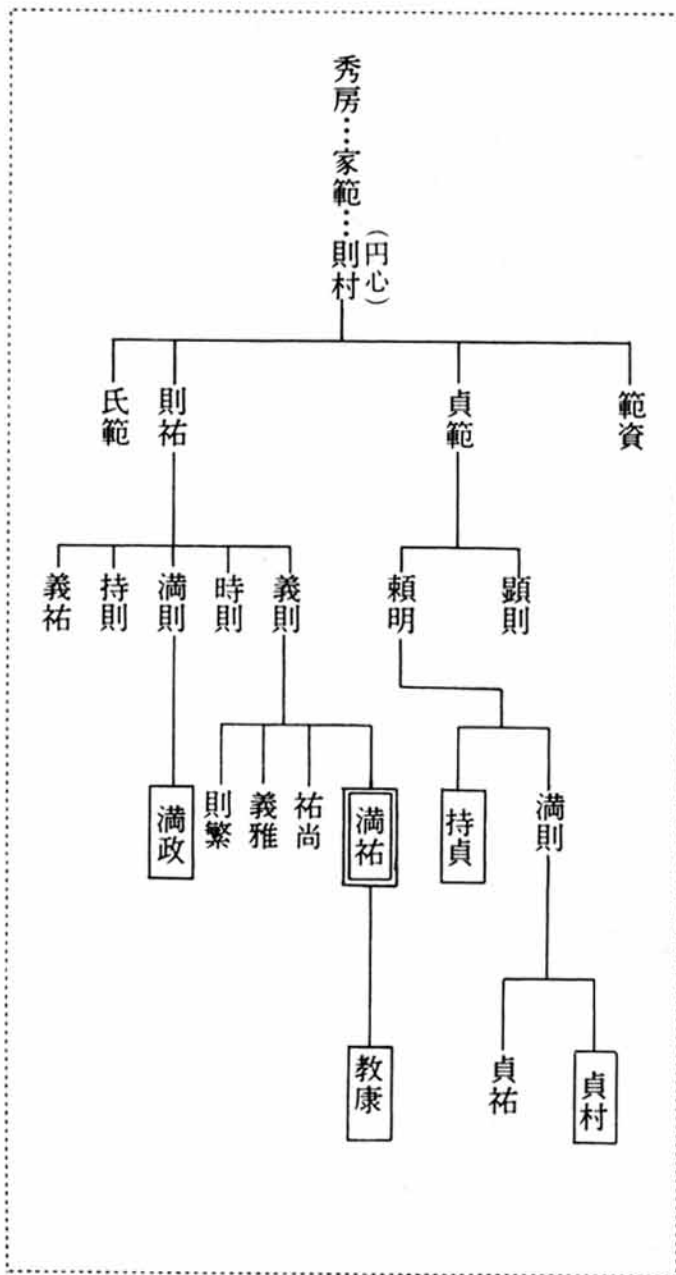 秀房……家範……則村
（円心）
範資
貞範
則祐
氏範
顕則
頼明
義則
時則
満則
持則
義祐
満則
持貞
満祐
祐尚
義雅
則繁
満政
貞村
貞祐
教康